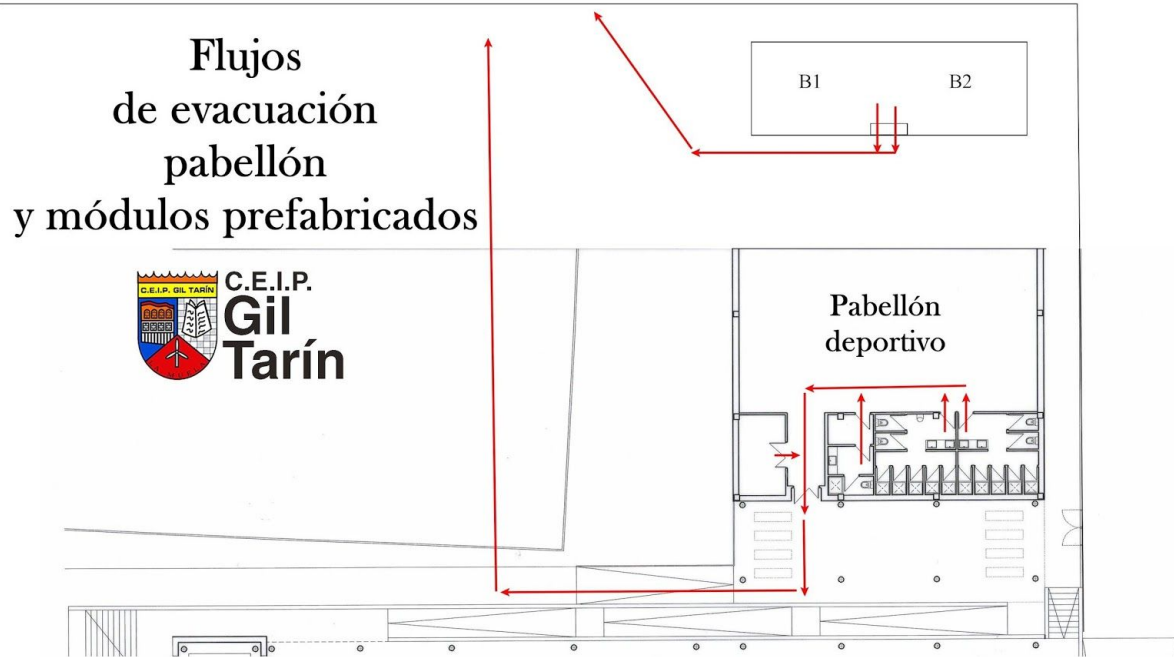 Flujos
de evacuación
pabellón
y módulos prefabricados
C.E.I.P. GIL TARÍN
C.E.I.P.
Gil
Tarín
B1
B2
Pabellón
deportivo